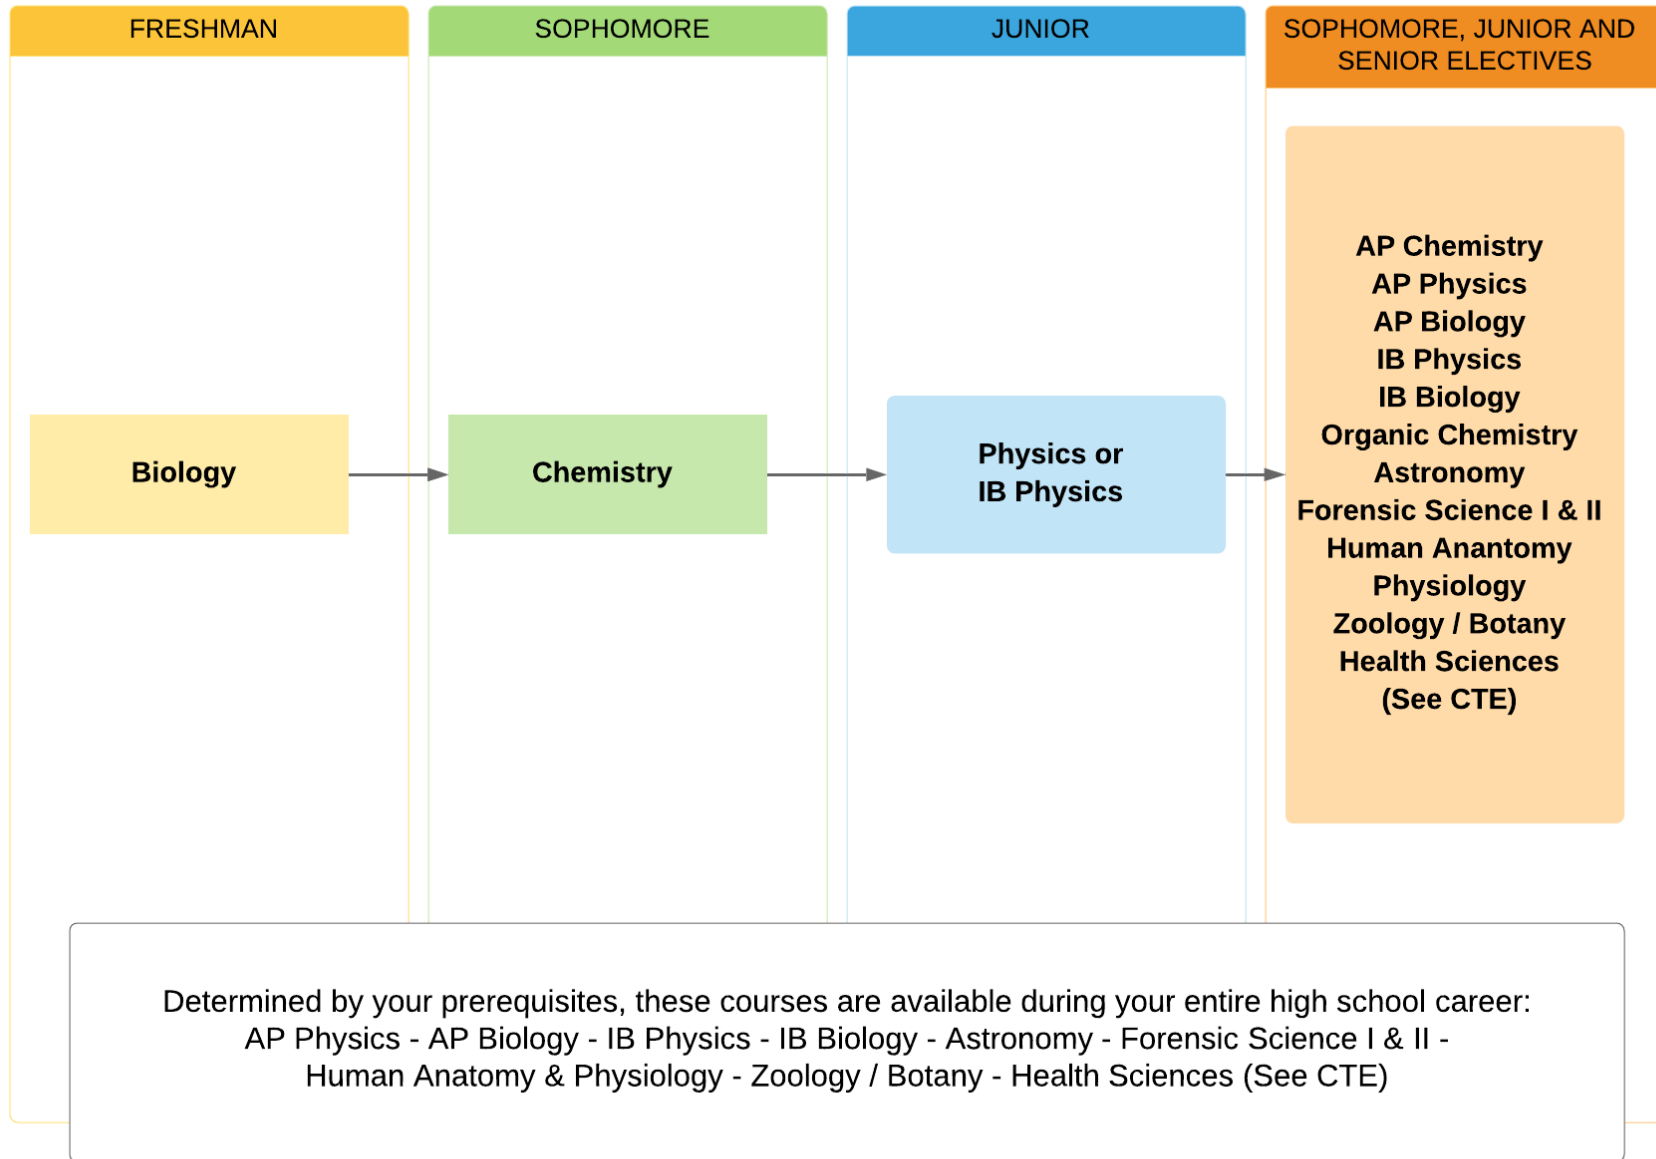 FRESHMAN
SOPHOMORE
JUNIOR
SOPHOMORE, JUNIOR AND
SENIOR ELECTIVES
Biology
Chemistry
Physics or
IB Physics
AP Chemistry
AP Physics
AP Biology
IB Physics
IB Biology
Organic Chemistry
Astronomy
Forensic Science I & II
Human Anantomy
Physiology
Zoology / Botany
Health Sciences
(See CTE)
Determined by your prerequisites, these courses are available during your entire high school career:
AP Physics - AP Biology - IB Physics - IB Biology - Astronomy - Forensic Science I & II -
Human Anatomy & Physiology - Zoology / Botany - Health Sciences (See CTE)